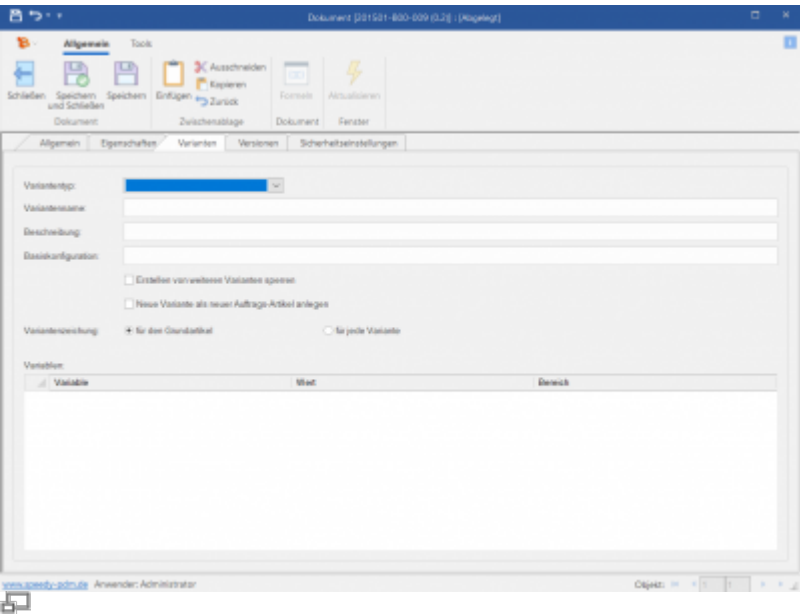 Dokument [201501-800-009 (0.2)] : [Abgelegt]
Allgemein Tools
Schließen Speichern und Schließen Speichern Einfügen Ausschneiden Kopieren Zurück Formeln Aktualisieren
Dokument Zwischenablage Dokument Fenster
Allgemein Eigenschaften Varianten Versionen Sicherheitseinstellungen
Variantentyp:
Variantenname:
Beschreibung:
Basiskonfiguration:
Erstellen von weiteren Varianten sperren
Neue Variante als neuer Auftrags-Artikel anlegen
Variantenzeichnung: für den Grundartikel für jede Variante
Variablen:
Variable Wert Bereich
www.speedy-pdm.de Anwender: Administrator Objekt: 1 1